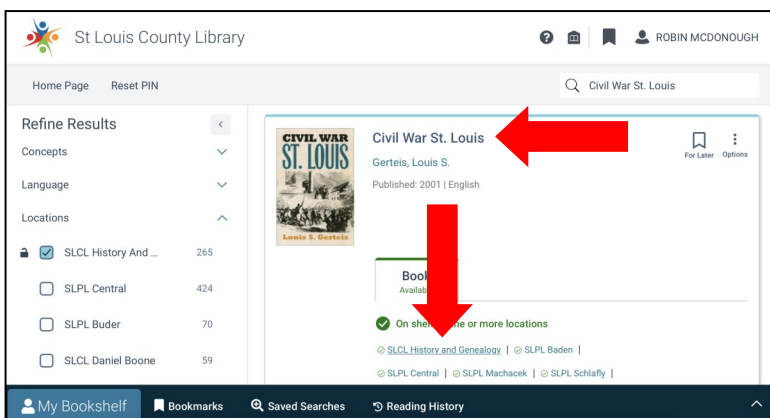 St Louis County Library
ROBIN MCDONOUGH
Home Page Reset PIN
Civil War St. Louis
Refine Results
Concepts
Language
Locations
SLCL History And ... 265
SLPL Central 424
SLPL Buder 70
SLCL Daniel Boone 59
CIVIL WAR
ST. LOUIS
Louis S. Gerteis
Civil War St. Louis
Gerteis, Louis S.
Published: 2001 | English
For Later Options
On she ne or more locations
SLCL History and Genealogy | SLPL Baden |
SLPL Central | SLPL Machacek | SLPL Schlafly |
My Bookshelf Bookmarks Saved Searches Reading History